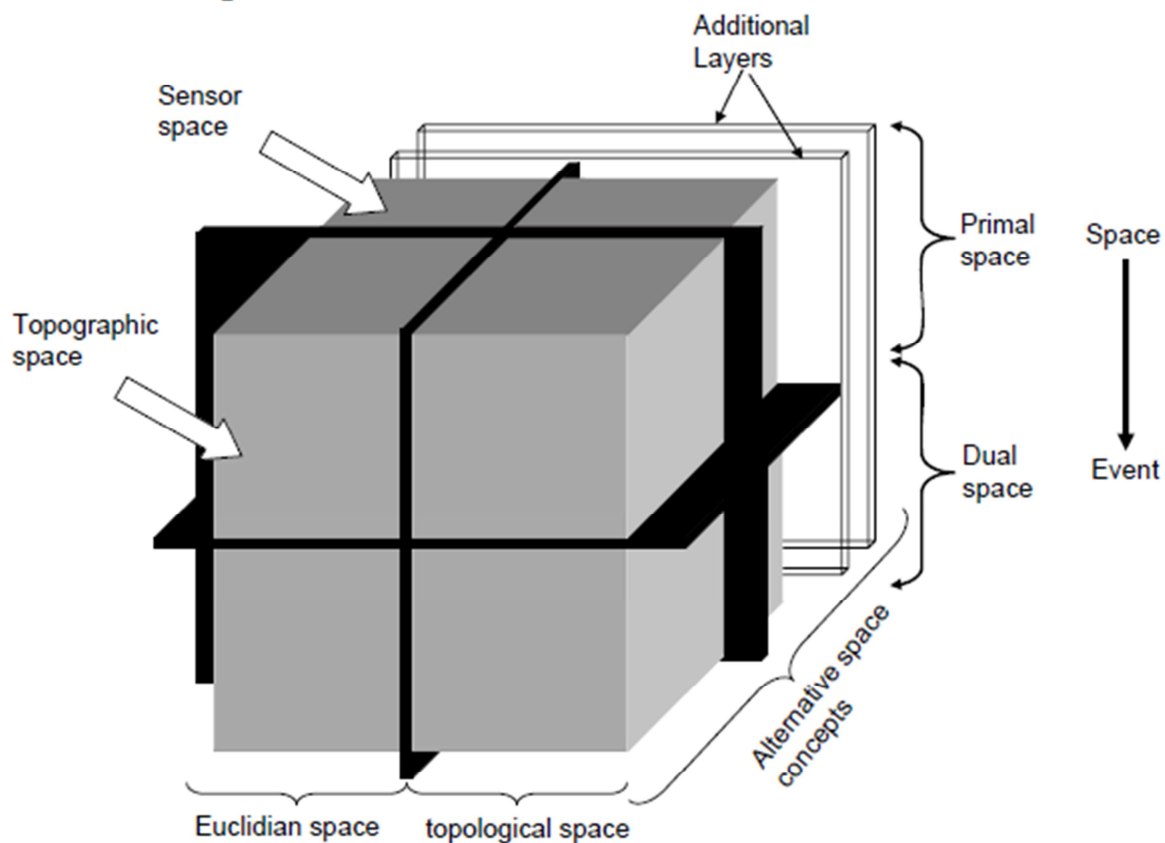 Additional
Layers
Sensor
space
Primal
space
Space
Topographic
space
Dual
space
Event
Alternative space
concepts
Euclidian space
topological space